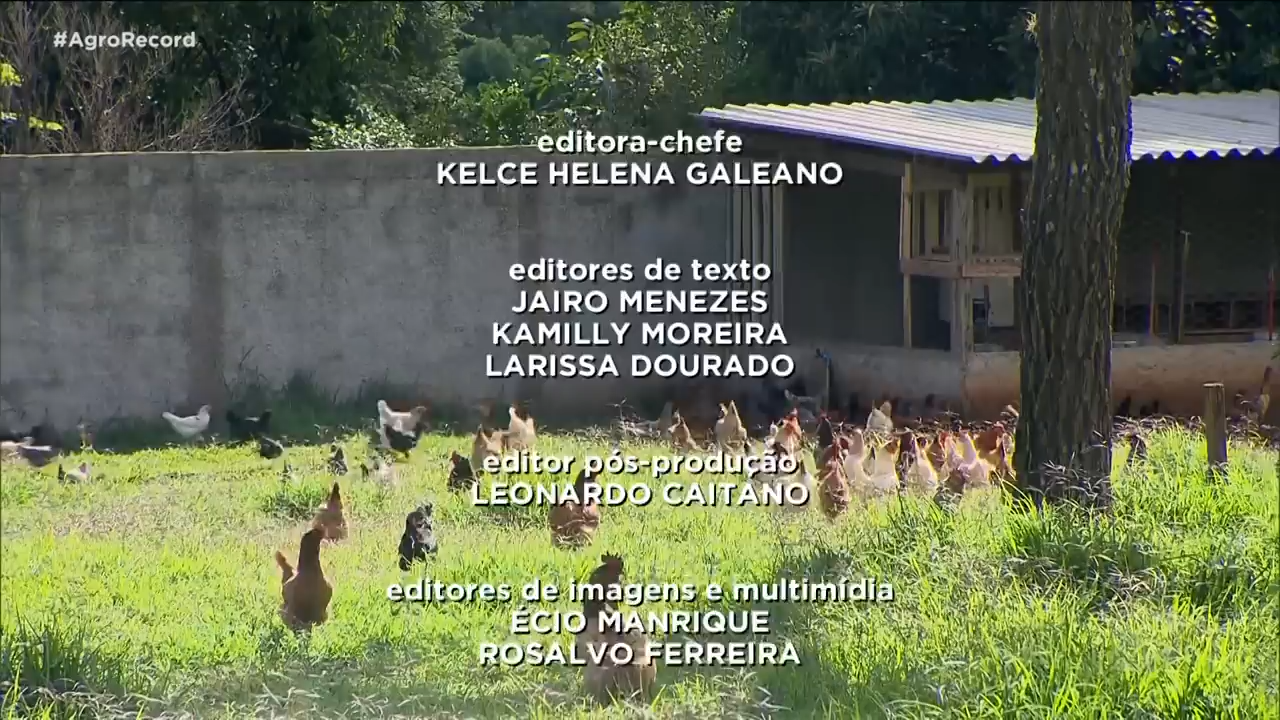 #AgroRecord
editora-chefe
KELCE HELENA GALEANO
editores de texto
JAIRO MENEZES
KAMILLY MOREIRA
LARISSA DOURADO
editor pós-produção
LEONARDO CAITANO
editores de imagens e multimídia
ÉCIO MANRIQUE
ROSALVO FERREIRA